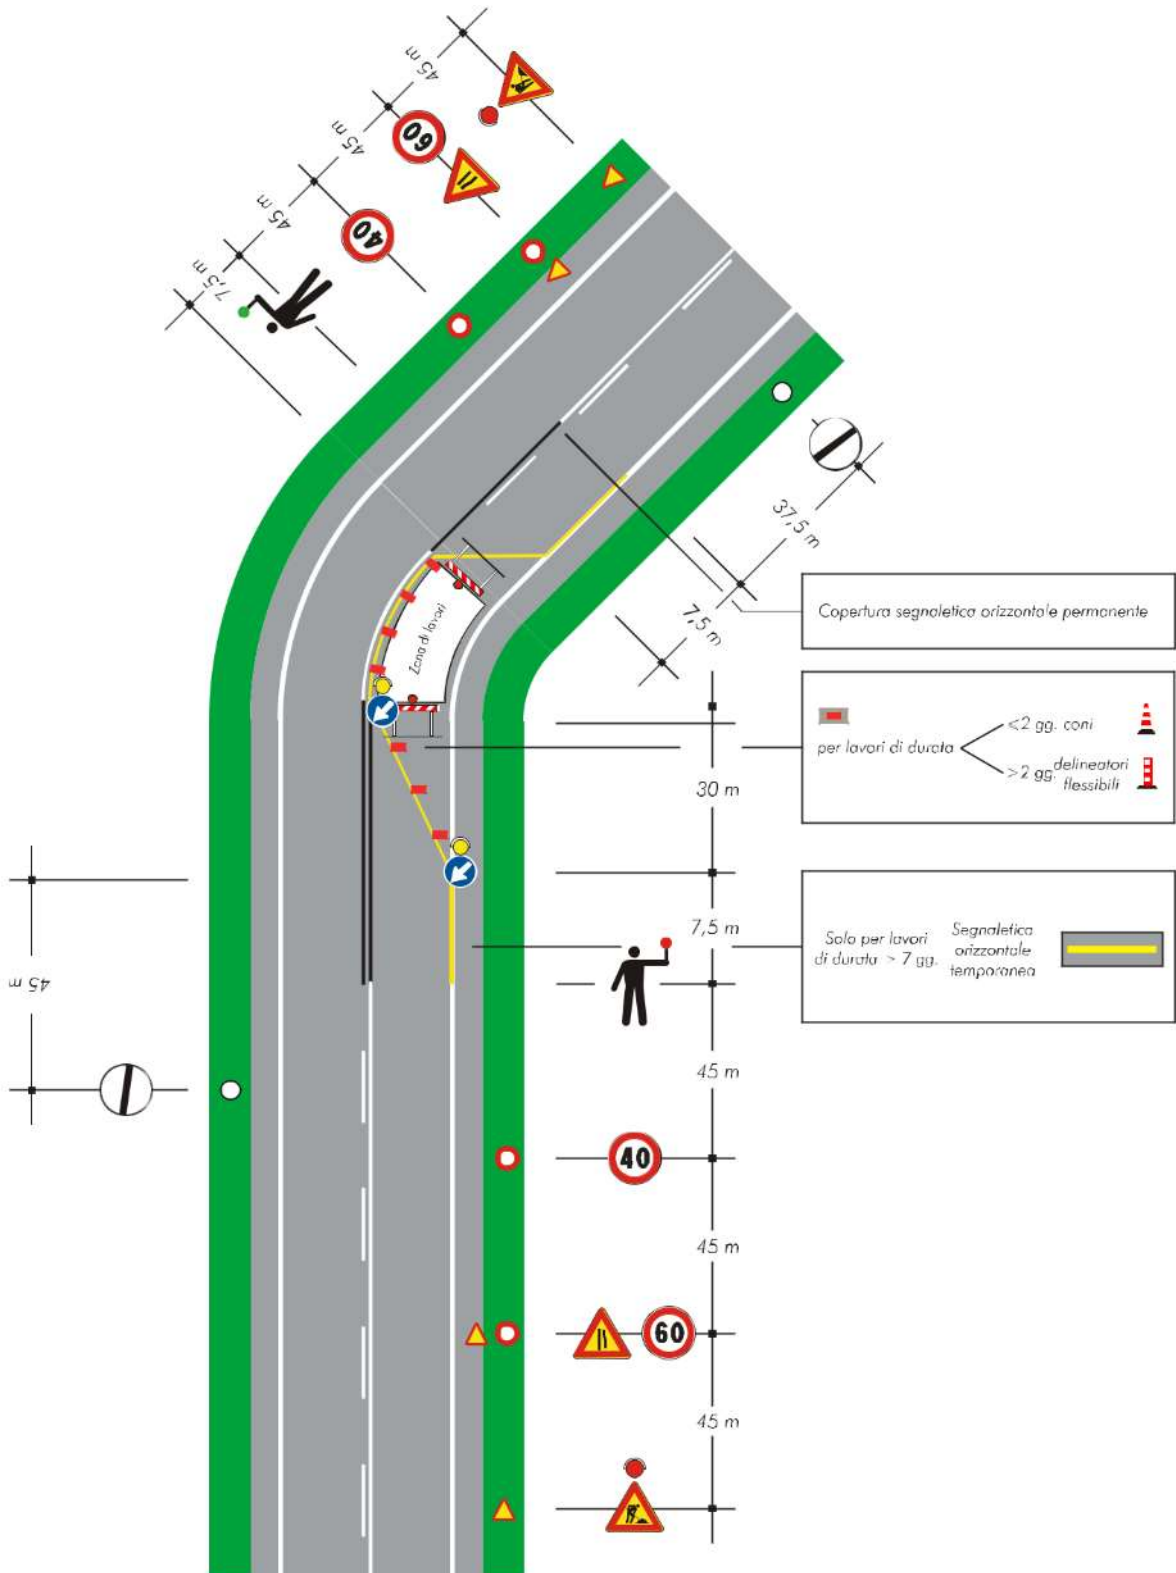 45 m
45 m
60
45 m
40
7,5 m
37,5 m
7,5 m
Copertura segnaletica orizzontale permanente
Zona di lavori
per lavori di durata
<2 gg. coni
>2 gg. delineatori
flessibili
30 m
7,5 m
Solo per lavori
di durata > 7 gg.
Segnaletica
orizzontale
temporanea
45 m
45 m
40
45 m
60
45 m